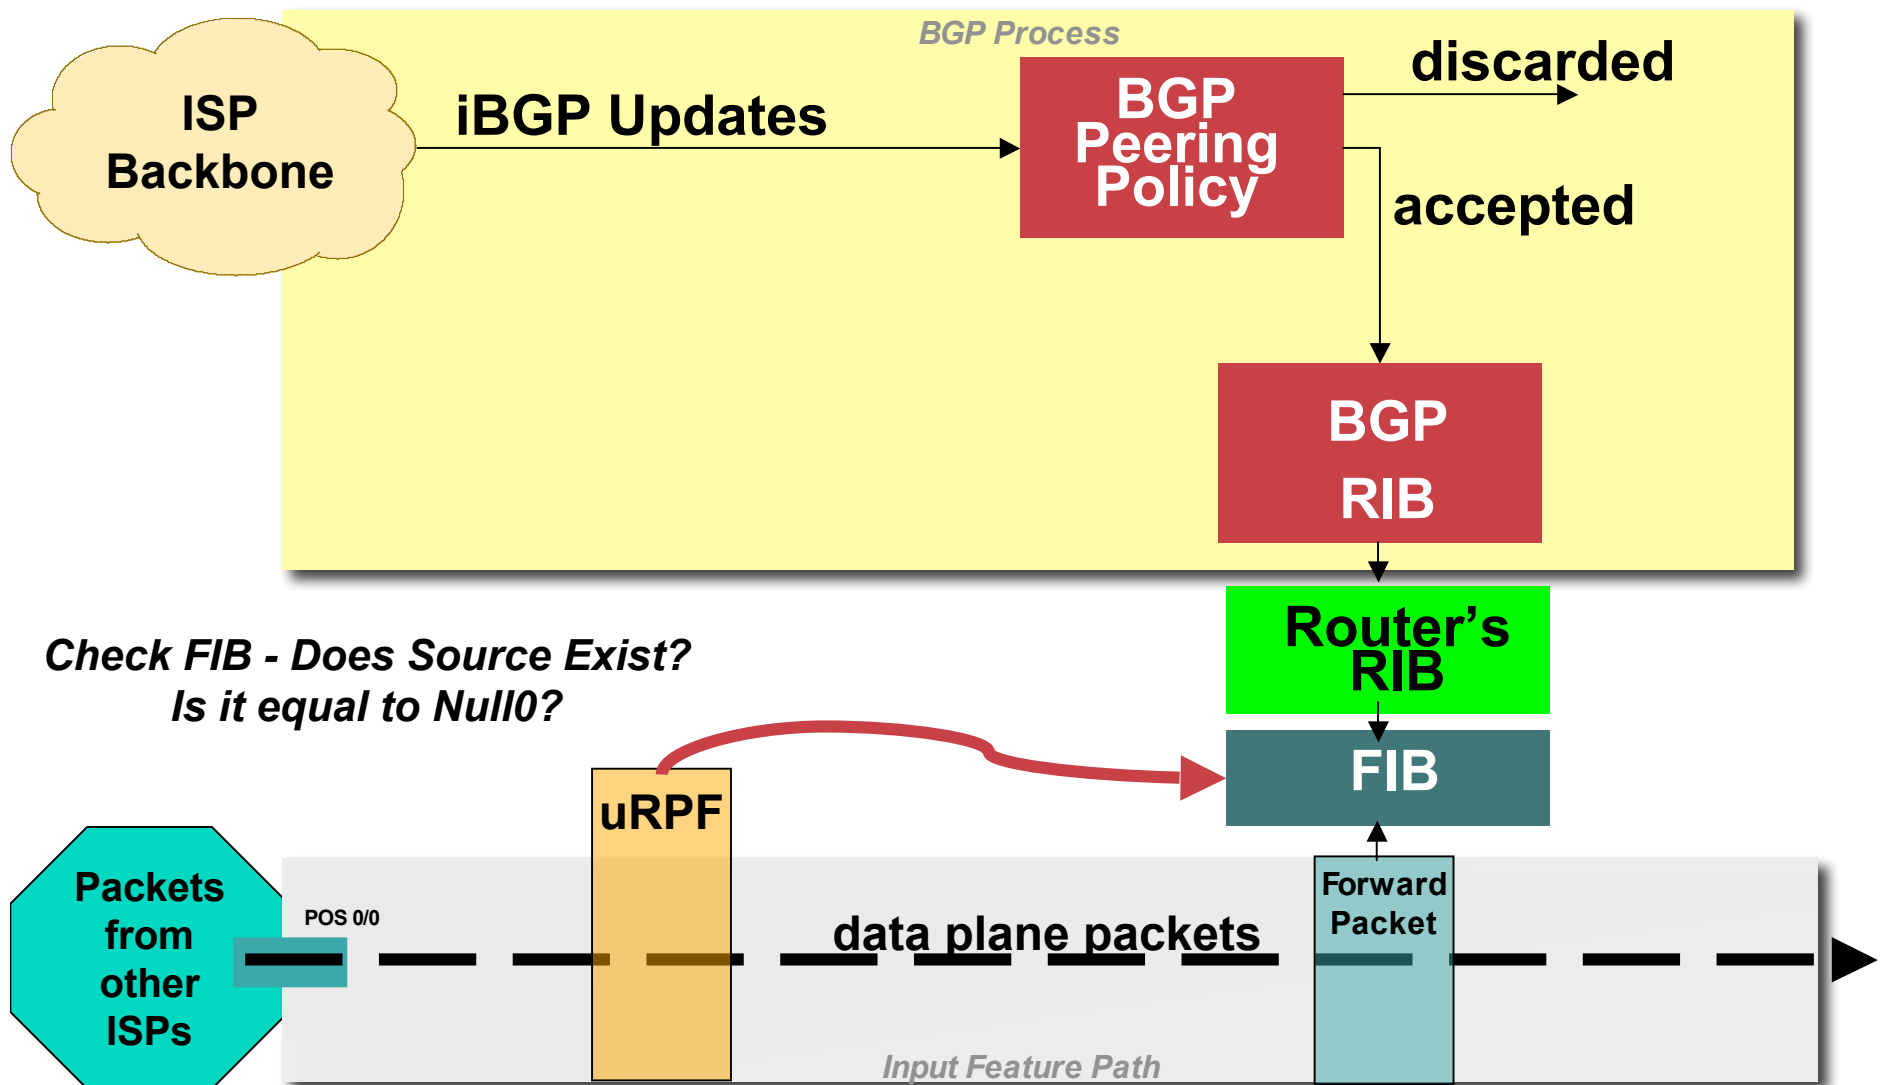 BGP Process
ISP
Backbone
iBGP Updates
BGP
Peering
Policy
discarded
accepted
BGP
RIB
Router’s
RIB
FIB
Check FIB - Does Source Exist?
Is it equal to Null0?
uRPF
Packets
from
other
ISPs
POS 0/0
data plane packets
Forward
Packet
Input Feature Path